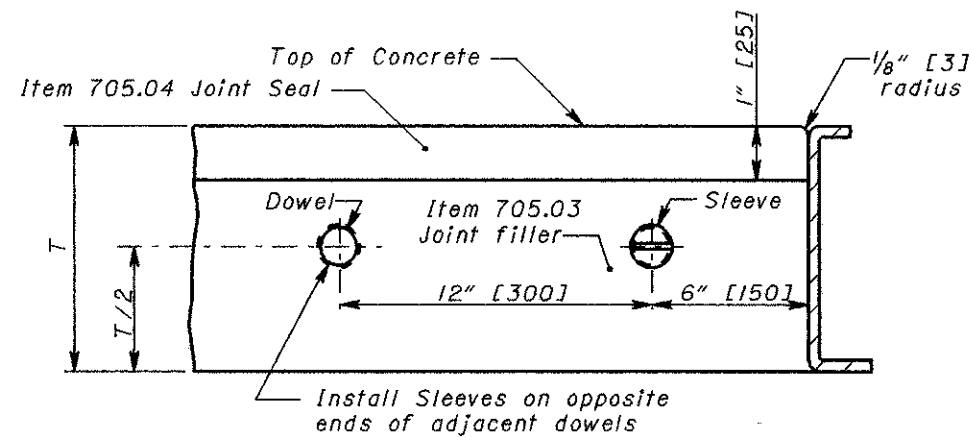 Top of Concrete
Item 705.04 Joint Seal
1" [25]
1/8" [3]
radius
Dowel
Item 705.03
Joint filler
Sleeve
T
T/2
12" [300]
6" [150]
Install Sleeves on opposite
ends of adjacent dowels